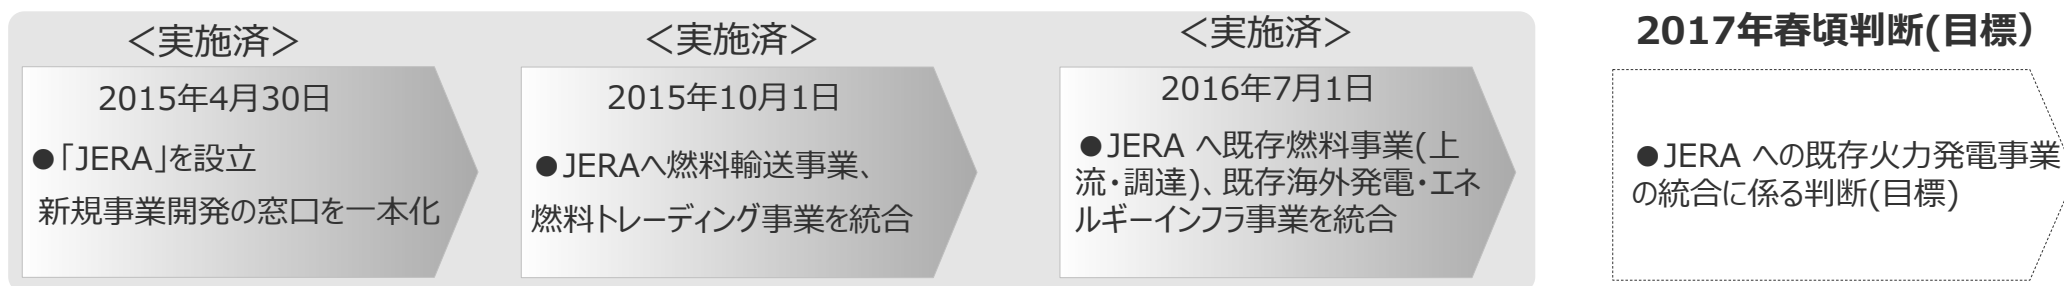 ＜実施済＞
2015年4月30日
●「JERA」を設立
新規事業開発の窓口を一本化
＜実施済＞
2015年10月1日
●JERAへ燃料輸送事業、
燃料トレーディング事業を統合
＜実施済＞
2016年7月1日
●JERA へ既存燃料事業(上
流・調達)、既存海外発電・エネ
ルギーインフラ事業を統合
2017年春頃判断(目標）
●JERA への既存火力発電事業
の統合に係る判断(目標)